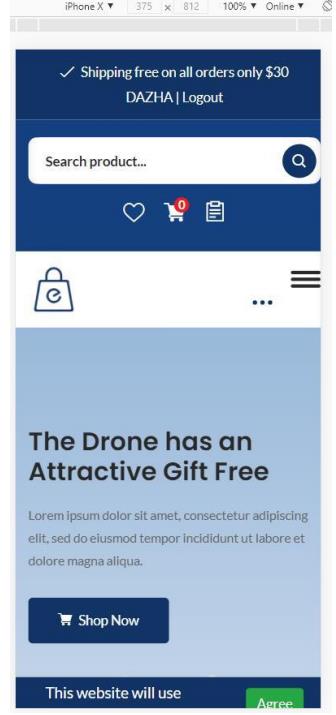 iPhone X ▼ 375 x 812 100% ▼ Online ▼
✓ Shipping free on all orders only $30
DAZHA | Logout
Search product...
0
e
...
The Drone has an
Attractive Gift Free
Lorem ipsum dolor sit amet, consectetur adipiscing
elit, sed do eiusmod tempor incididunt ut labore et
dolore magna aliqua.
Shop Now
This website will use
Agree